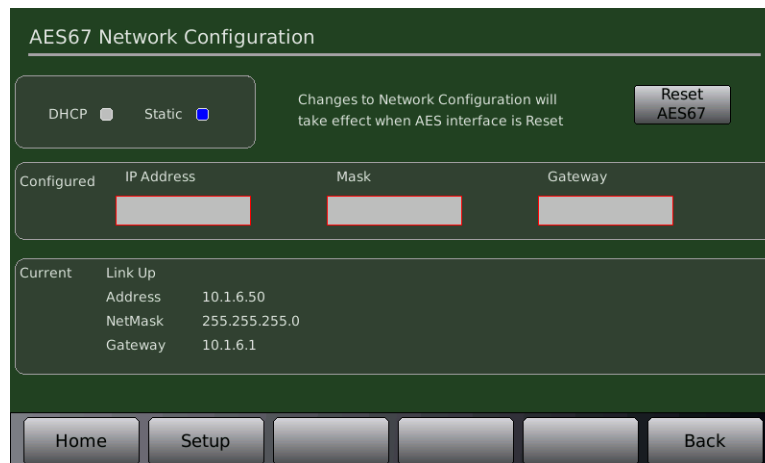 AES67 Network Configuration
DHCP Static
Changes to Network Configuration will
take effect when AES interface is Reset
Reset
AES67
Configured IP Address Mask Gateway
Current Link Up
Address 10.1.6.50
NetMask 255.255.255.0
Gateway 10.1.6.1
Home Setup Back